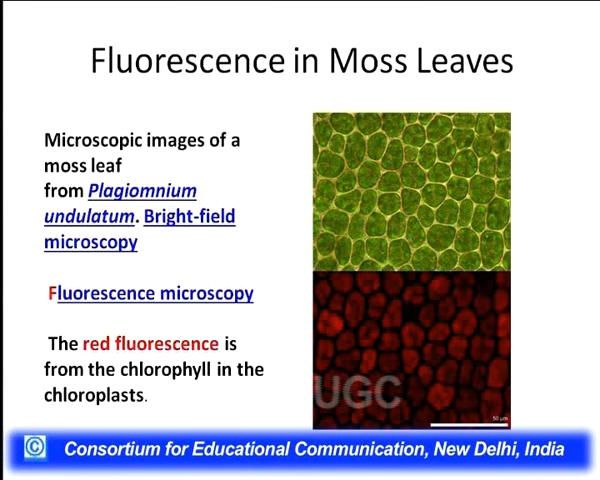 Fluorescence in Moss Leaves
Microscopic images of a
moss leaf
from Plagiomnium
undulatum. Bright-field
microscopy
Fluorescence microscopy
The red fluorescence is
from the chlorophyll in the
chloroplasts.
UGC
50 µm
© Consortium for Educational Communication, New Delhi, India